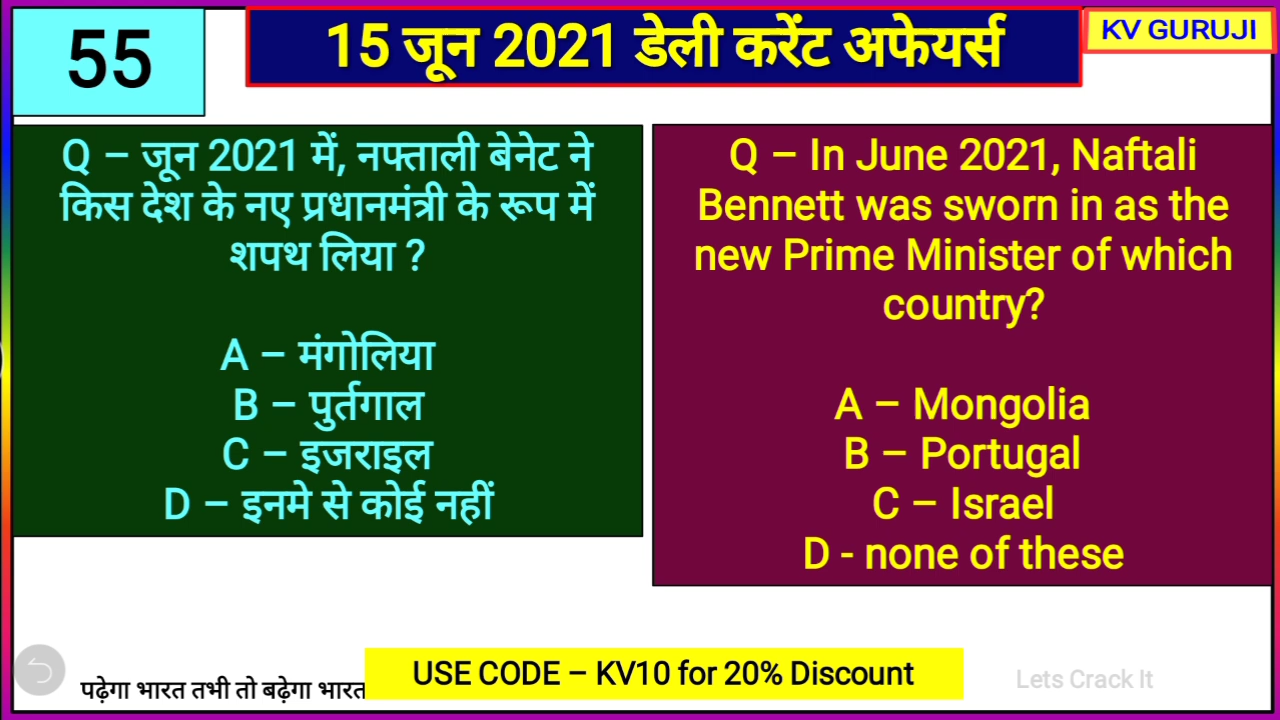 55
15 जून 2021 डेली करेंट अफेयर्स
KV GURUJI
Q – जून 2021 में, नफ्ताली बेनेट ने
किस देश के नए प्रधानमंत्री के रूप में
शपथ लिया ?
A – मंगोलिया
B – पुर्तगाल
C – इजराइल
D – इनमे से कोई नहीं
Q – In June 2021, Naftali
Bennett was sworn in as the
new Prime Minister of which
country?
A – Mongolia
B – Portugal
C – Israel
D - none of these
पढ़ेगा भारत तभी तो बढ़ेगा भारत
USE CODE – KV10 for 20% Discount
Lets Crack It